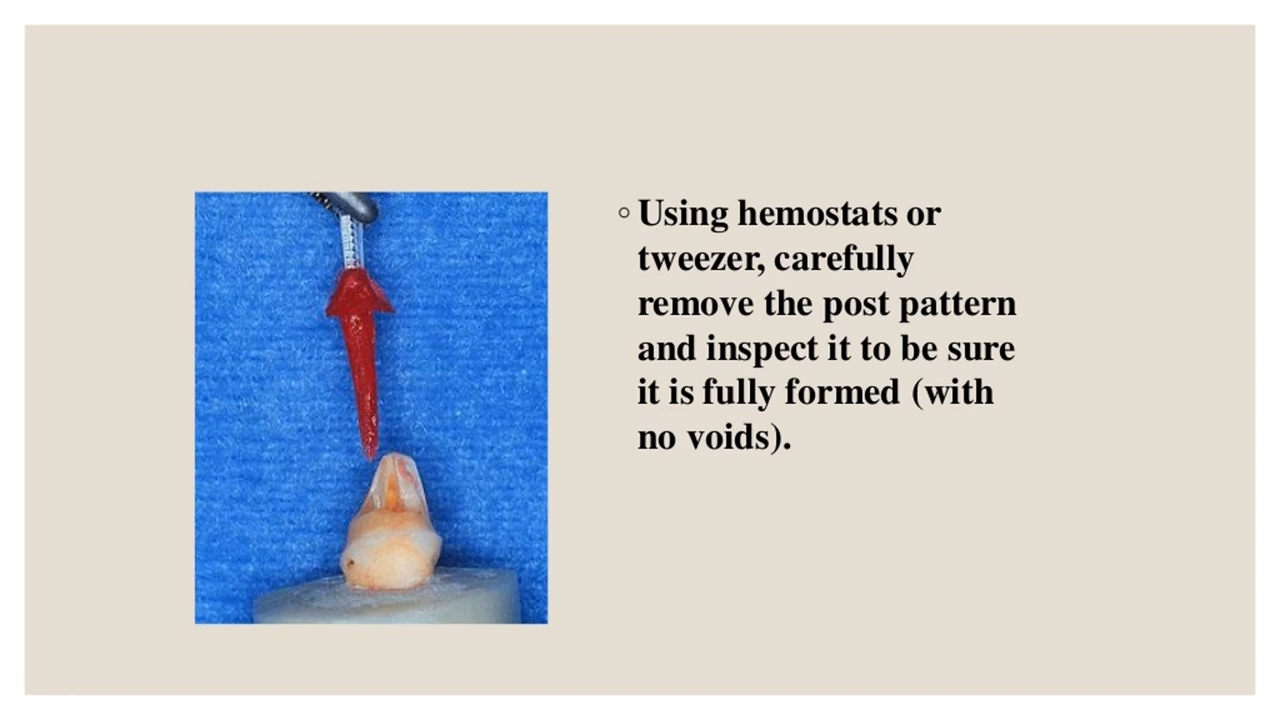 ◦ Using hemostats or
tweezer, carefully
remove the post pattern
and inspect it to be sure
it is fully formed (with
no voids).